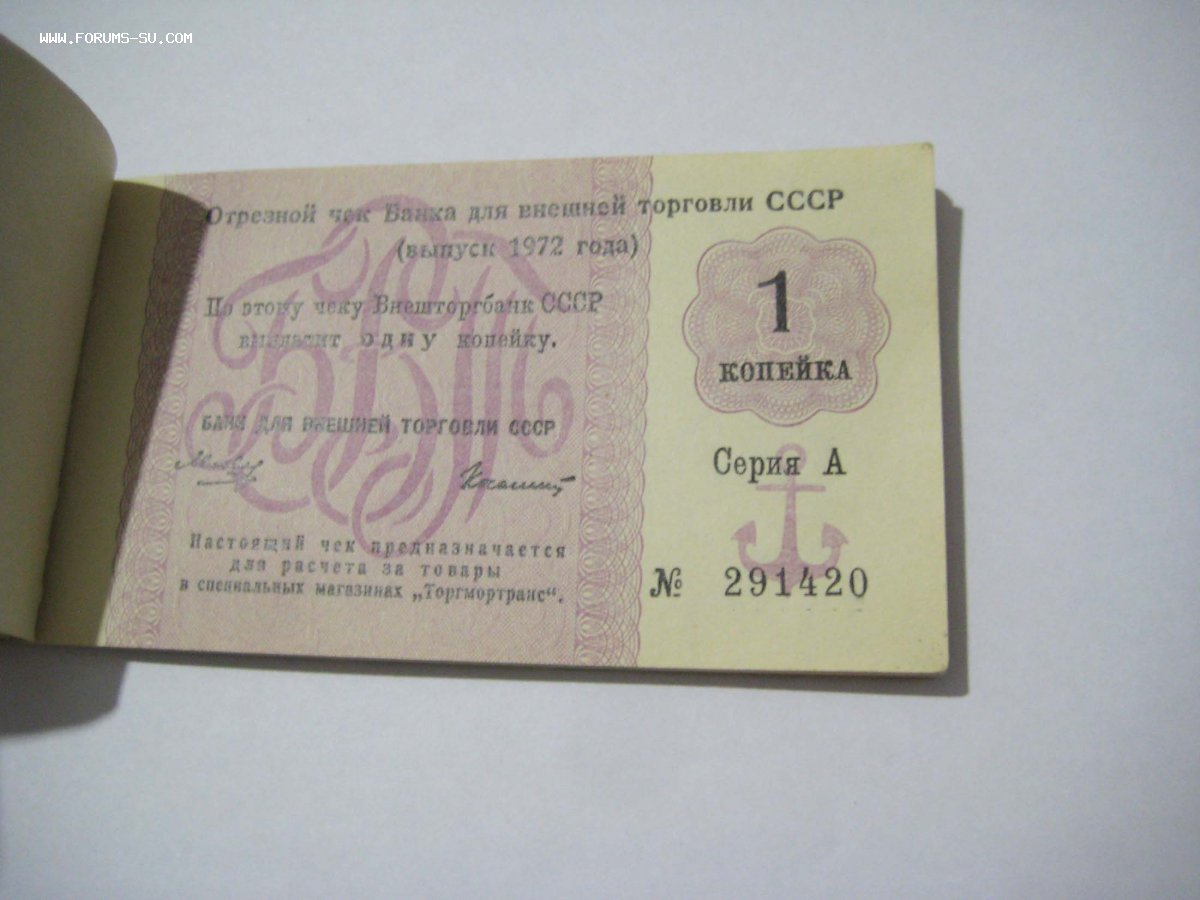 WWW.FORUMS-SU.COM
Отрезной чек Банка для внешней торговли СССР
(выпуск 1972 года)
По этому чеку Внешторгбанк СССР
выплатит одну копейку.
БАНК ДЛЯ ВНЕШНЕЙ ТОРГОВЛИ СССР
Настоящий чек предназначается
для расчета за товары
в специальных магазинах „Торгмортранс“.
1
КОПЕЙКА
Серия А
№ 291420